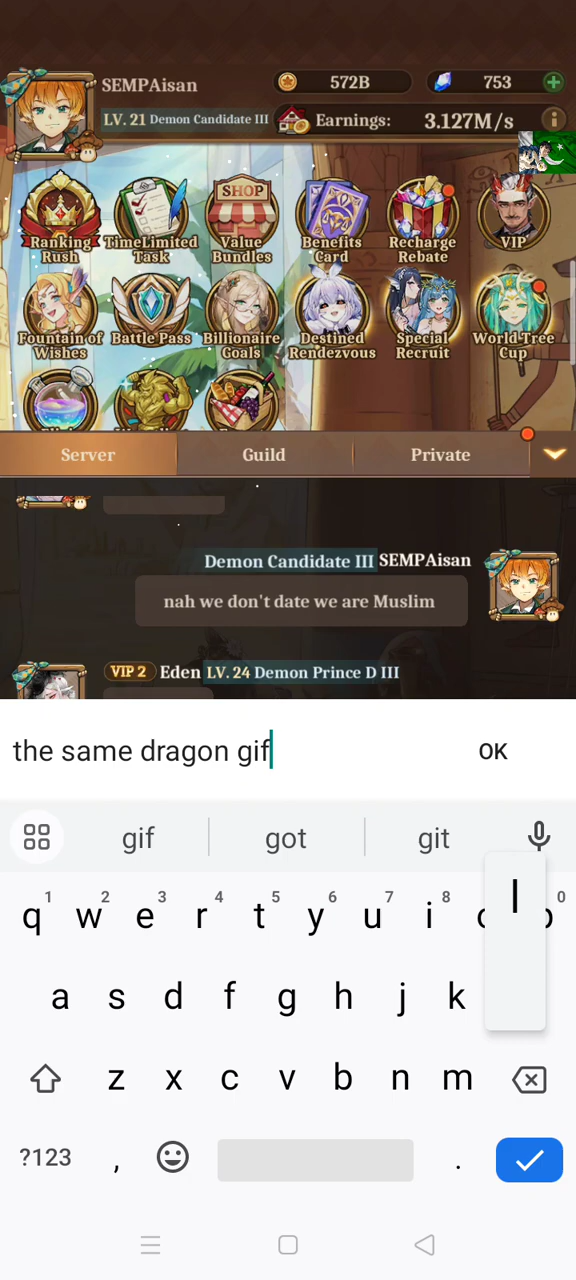 SEMPAisan
572B
753
LV. 21 Demon Candidate III
Earnings:
3.127M/s
SHOP
Ranking Rush
TimeLimited Task
Value Bundles
Benefits Card
Recharge Rebate
VIP
Fountain of Wishes
Battle Pass
Billionaire Goals
Destined Rendezvous
Special Recruit
World Tree Cup
Server
Guild
Private
Demon Candidate III SEMPAisan
nah we don't date we are Muslim
VIP 2 Eden LV. 24 Demon Prince D III
the same dragon gif
OK
gif
got
git
l
q 1 w 2 e 3 r 4 t 5 y 6 u 7 i 8 0
a s d f g h j k
z x c v b n m
?123 , .